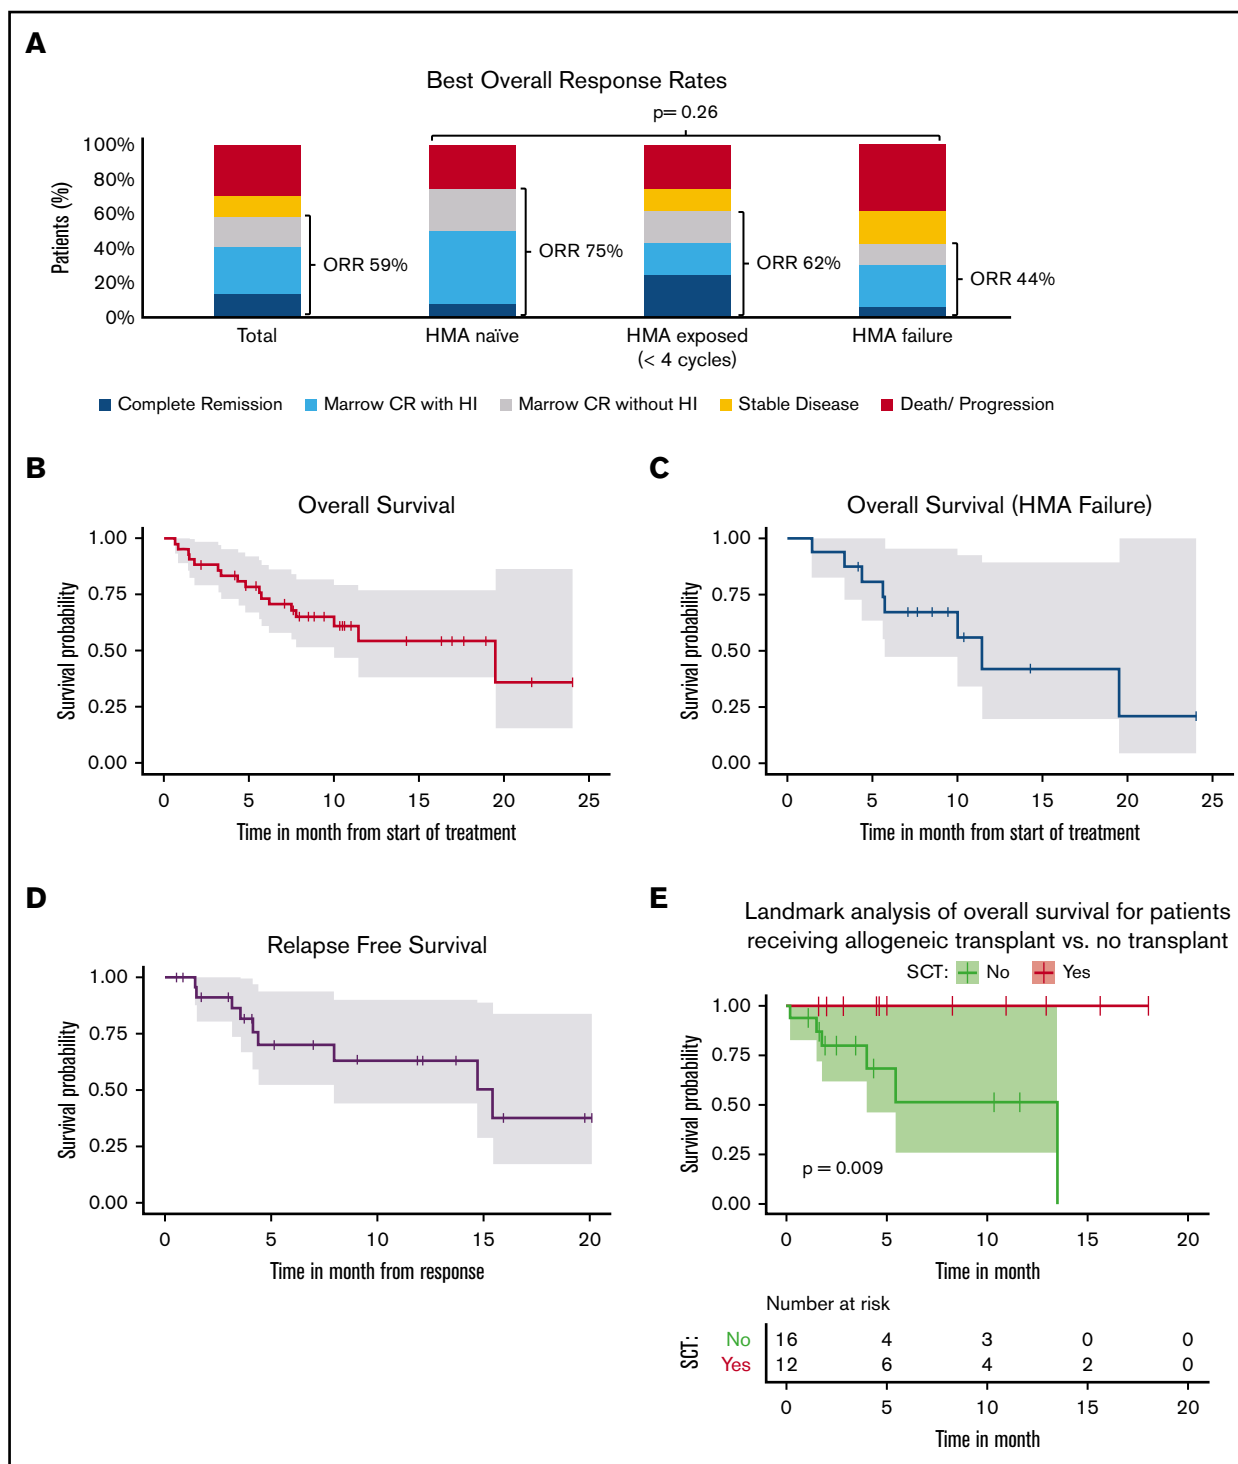 A
Best Overall Response Rates
p= 0.26
100%
80%
60%
40%
20%
0%
Patients (%)
ORR 59%
ORR 75%
ORR 62%
ORR 44%
Total
HMA naïve
HMA exposed
(< 4 cycles)
HMA failure
Complete Remission
Marrow CR with HI
Marrow CR without HI
Stable Disease
Death/ Progression
B
Overall Survival
1.00
0.75
0.50
0.25
0.00
Survival probability
0 5 10 15 20 25
Time in month from start of treatment
C
Overall Survival (HMA Failure)
1.00
0.75
0.50
0.25
0.00
Survival probability
0 5 10 15 20 25
Time in month from start of treatment
D
Relapse Free Survival
1.00
0.75
0.50
0.25
0.00
Survival probability
0 5 10 15 20
Time in month from response
E
Landmark analysis of overall survival for patients
receiving allogeneic transplant vs. no transplant
SCT: No Yes
1.00
0.75
0.50
0.25
0.00
Survival probability
p = 0.009
0 5 10 15 20
Time in month
Number at risk
SCT:
No 16 4 3 0 0
Yes 12 6 4 2 0
0 5 10 15 20
Time in month